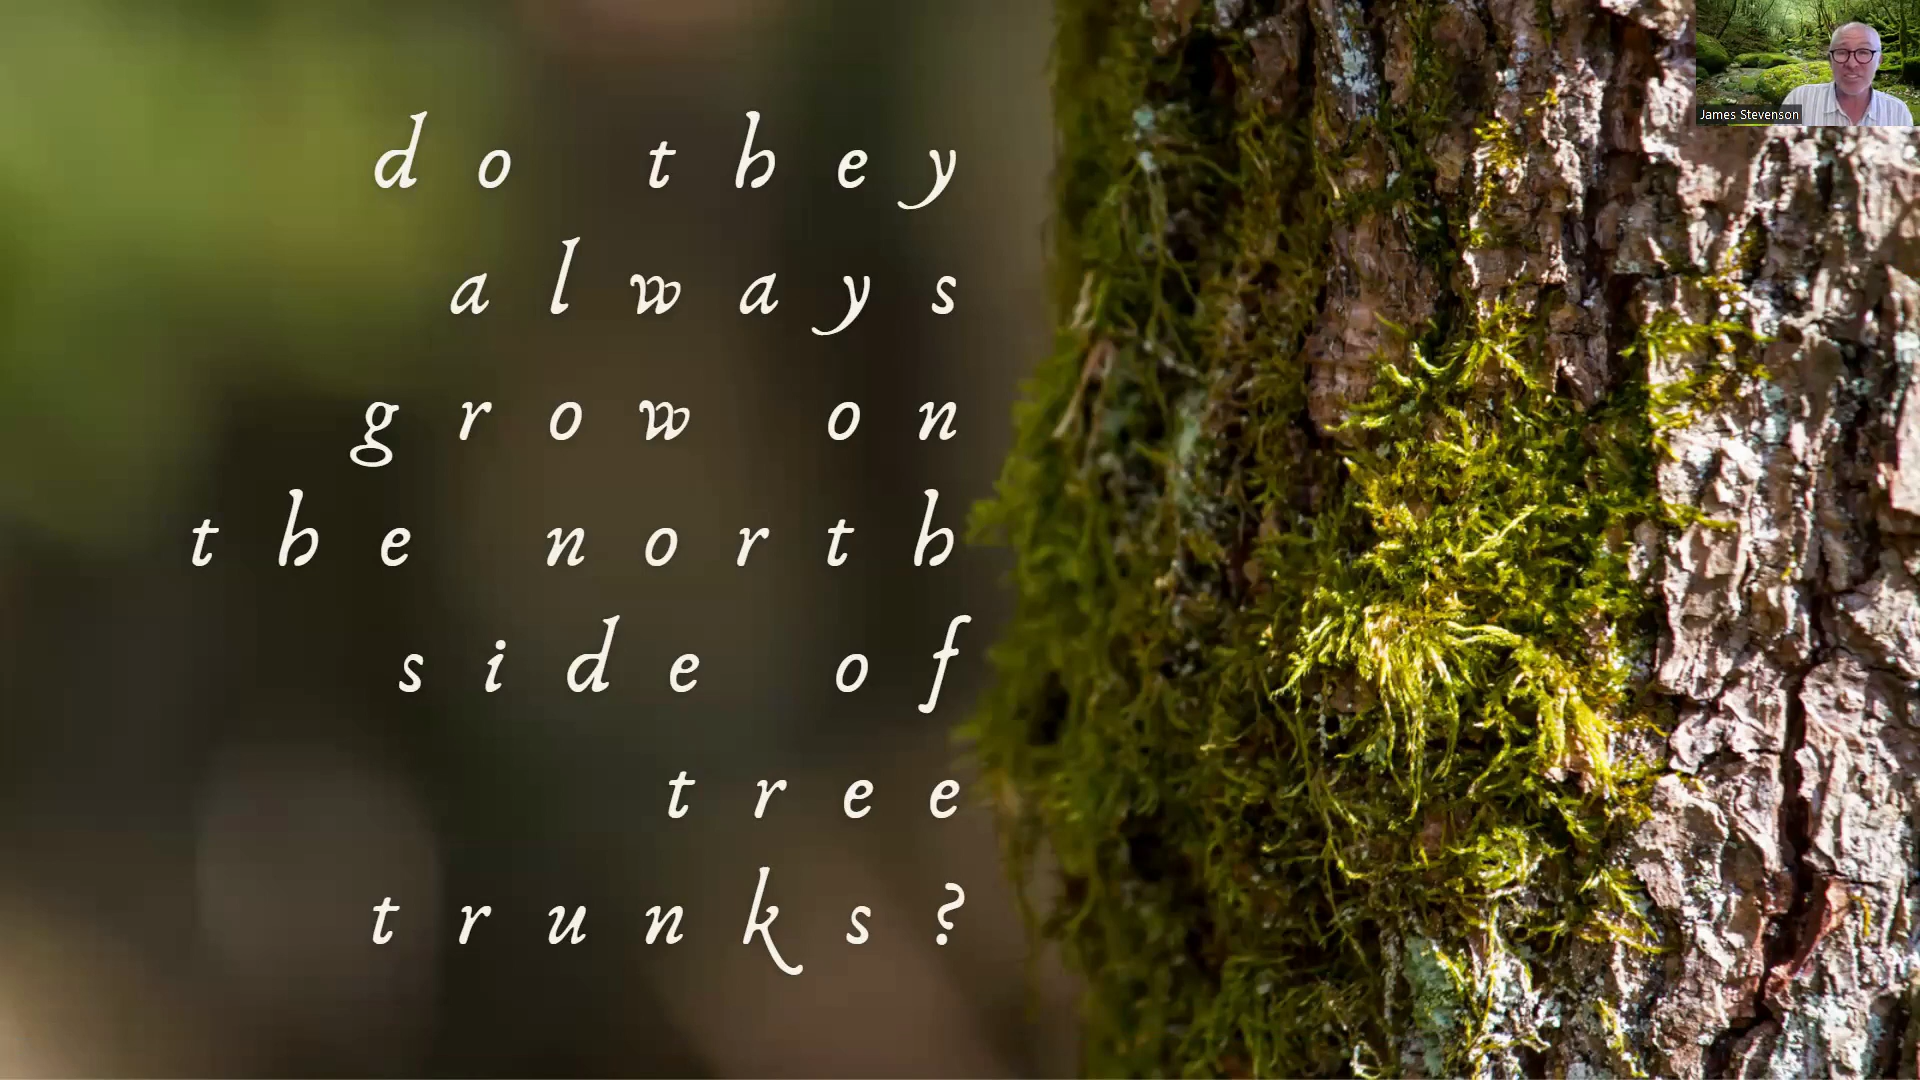 do they
always
grow on
the north
side of
tree
trunks?
James Stevenson